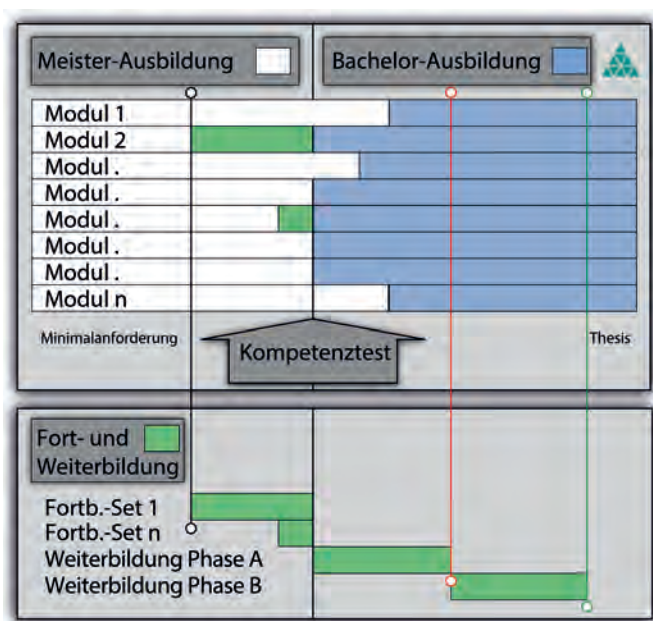 Meister-Ausbildung
Bachelor-Ausbildung
Modul 1
Modul 2
Modul .
Modul .
Modul .
Modul .
Modul .
Modul n
Minimalanforderung
Thesis
Kompetenztest
Fort- und
Weiterbildung
Fortb.-Set 1
Fortb.-Set n
Weiterbildung Phase A
Weiterbildung Phase B